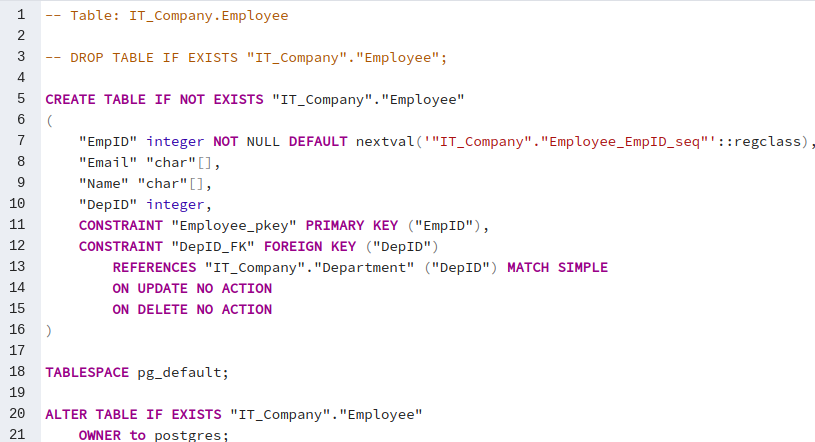 1 -- Table: IT_Company.Employee
2
3 -- DROP TABLE IF EXISTS "IT_Company"."Employee";
4
5 CREATE TABLE IF NOT EXISTS "IT_Company"."Employee"
6 (
7     "EmpID" integer NOT NULL DEFAULT nextval('"IT_Company"."Employee_EmpID_seq"'::regclass),
8     "Email" "char"[],
9     "Name" "char"[],
10     "DepID" integer,
11     CONSTRAINT "Employee_pkey" PRIMARY KEY ("EmpID"),
12     CONSTRAINT "DepID_FK" FOREIGN KEY ("DepID")
13         REFERENCES "IT_Company"."Department" ("DepID") MATCH SIMPLE
14         ON UPDATE NO ACTION
15         ON DELETE NO ACTION
16 )
17
18 TABLESPACE pg_default;
19
20 ALTER TABLE IF EXISTS "IT_Company"."Employee"
21     OWNER to postgres;